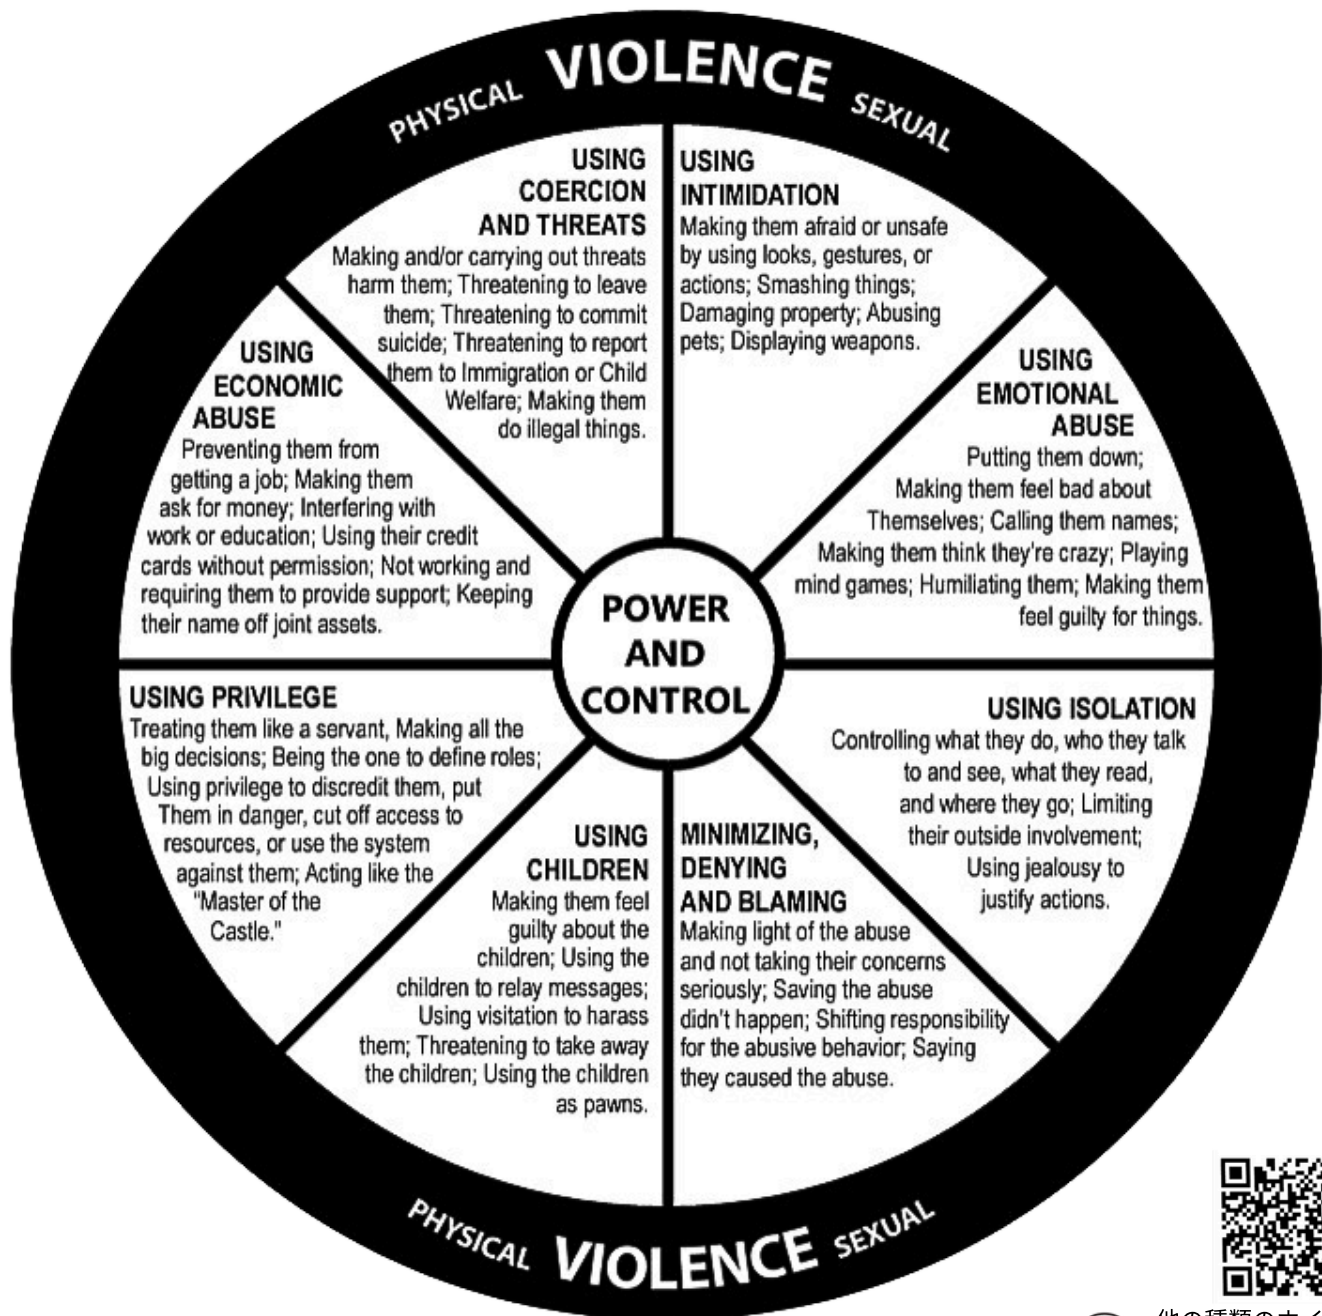 PHYSICAL VIOLENCE SEXUAL
USING
COERCION
AND THREATS
Making and/or carrying out threats
harm them; Threatening to leave
them; Threatening to commit
suicide; Threatening to report
them to Immigration or Child
Welfare; Making them
do illegal things.
USING
INTIMIDATION
Making them afraid or unsafe
by using looks, gestures, or
actions; Smashing things;
Damaging property; Abusing
pets; Displaying weapons.
USING
EMOTIONAL
ABUSE
Putting them down;
Making them feel bad about
Themselves; Calling them names;
Making them think they're crazy; Playing
mind games; Humiliating them; Making them
feel guilty for things.
USING ISOLATION
Controlling what they do, who they talk
to and see, what they read,
and where they go; Limiting
their outside involvement;
Using jealousy to
justify actions.
MINIMIZING,
DENYING
AND BLAMING
Making light of the abuse
and not taking their concerns
seriously; Saving the abuse
didn't happen; Shifting responsibility
for the abusive behavior; Saying
they caused the abuse.
USING
CHILDREN
Making them feel
guilty about the
children; Using the
children to relay messages;
Using visitation to harass
them; Threatening to take away
the children; Using the children
as pawns.
USING PRIVILEGE
Treating them like a servant, Making all the
big decisions; Being the one to define roles;
Using privilege to discredit them, put
Them in danger, cut off access to
resources, or use the system
against them; Acting like the
"Master of the
Castle."
USING
ECONOMIC
ABUSE
Preventing them from
getting a job; Making them
ask for money; Interfering with
work or education; Using their credit
cards without permission; Not working and
requiring them to provide support; Keeping
their name off joint assets.
POWER
AND
CONTROL
PHYSICAL VIOLENCE SEXUAL